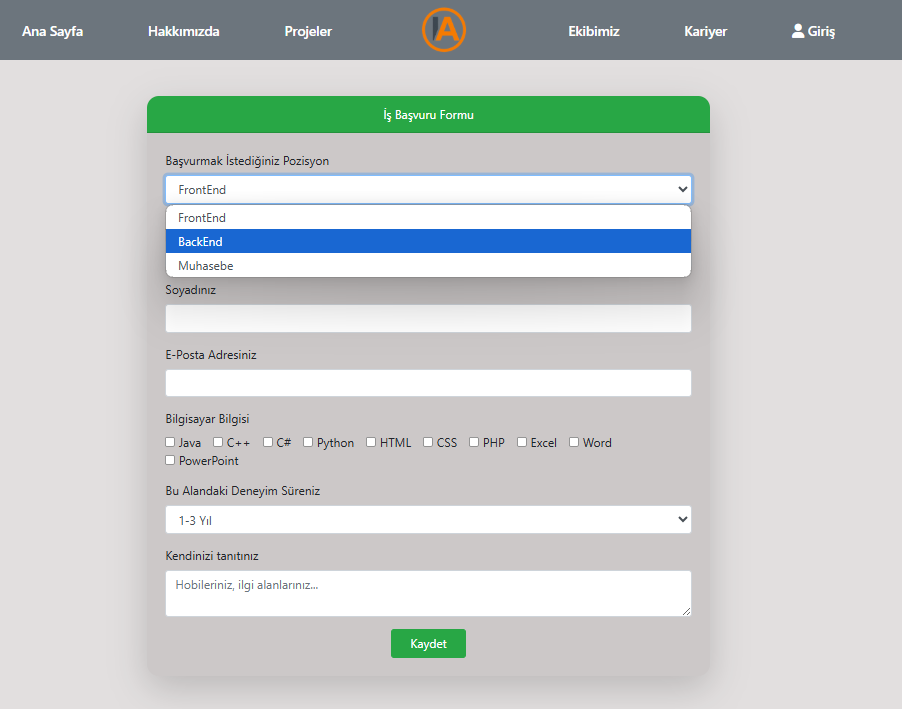 Ana Sayfa Hakkımızda Projeler IA Ekibimiz Kariyer Giriş
İş Başvuru Formu
Başvurmak İstediğiniz Pozisyon
FrontEnd
FrontEnd
BackEnd
Muhasebe
Soyadınız
E-Posta Adresiniz
Bilgisayar Bilgisi
Java C++ C# Python HTML CSS PHP Excel Word
PowerPoint
Bu Alandaki Deneyim Süreniz
1-3 Yıl
Kendinizi tanıtınız
Hobileriniz, ilgi alanlarınız...
Kaydet